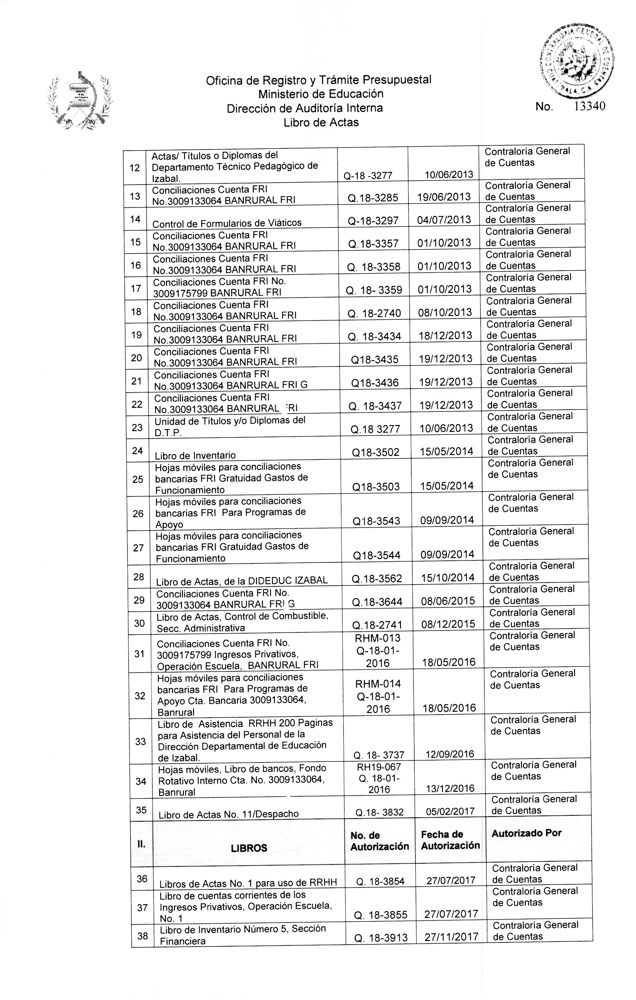 CONTRALORIA GENERAL DE CUENTAS
GUATEMALA, C.A.
Oficina de Registro y Trámite Presupuestal
Ministerio de Educación
Dirección de Auditoría Interna
Libro de Actas
No. 13340
12 Actas/ Títulos o Diplomas del
Departamento Técnico Pedagógico de
Izabal. Q-18 -3277 10/06/2013 Contraloría General
de Cuentas
13 Conciliaciones Cuenta FRI
No.3009133064 BANRURAL FRI Q.18-3285 19/06/2013 Contraloría General
de Cuentas
14 Control de Formularios de Viáticos Q-18-3297 04/07/2013 Contraloría General
de Cuentas
15 Conciliaciones Cuenta FRI
No.3009133064 BANRURAL FRI Q.18-3357 01/10/2013 Contraloría General
de Cuentas
16 Conciliaciones Cuenta FRI
No.3009133064 BANRURAL FRI Q. 18-3358 01/10/2013 Contraloría General
de Cuentas
17 Conciliaciones Cuenta FRI No.
3009175799 BANRURAL FRI Q. 18- 3359 01/10/2013 Contraloría General
de Cuentas
18 Conciliaciones Cuenta FRI
No.3009133064 BANRURAL FRI Q. 18-2740 08/10/2013 Contraloría General
de Cuentas
19 Conciliaciones Cuenta FRI
No.3009133064 BANRURAL FRI Q. 18-3434 18/12/2013 Contraloría General
de Cuentas
20 Conciliaciones Cuenta FRI
No.3009133064 BANRURAL FRI Q18-3435 19/12/2013 Contraloría General
de Cuentas
21 Conciliaciones Cuenta FRI
No.3009133064 BANRURAL FRI G Q18-3436 19/12/2013 Contraloría General
de Cuentas
22 Conciliaciones Cuenta FRI
No.3009133064 BANRURAL FRI Q. 18-3437 19/12/2013 Contraloría General
de Cuentas
23 Unidad de Títulos y/o Diplomas del
D.T.P. Q.18 3277 10/06/2013 Contraloría General
de Cuentas
24 Libro de Inventario Q18-3502 15/05/2014 Contraloría General
de Cuentas
25 Hojas móviles para conciliaciones
bancarias FRI Gratuidad Gastos de
Funcionamiento Q18-3503 15/05/2014 Contraloría General
de Cuentas
26 Hojas móviles para conciliaciones
bancarias FRI Para Programas de
Apoyo Q18-3543 09/09/2014 Contraloría General
de Cuentas
27 Hojas móviles para conciliaciones
bancarias FRI Gratuidad Gastos de
Funcionamiento Q18-3544 09/09/2014 Contraloría General
de Cuentas
28 Libro de Actas, de la DIDEDUC IZABAL Q.18-3562 15/10/2014 Contraloría General
de Cuentas
29 Conciliaciones Cuenta FRI No.
3009133064 BANRURAL FRI G Q.18-3644 08/06/2015 Contraloría General
de Cuentas
30 Libro de Actas, Control de Combustible,
Secc. Administrativa Q.18-2741 08/12/2015 Contraloría General
de Cuentas
31 Conciliaciones Cuenta FRI No.
3009175799 Ingresos Privativos,
Operación Escuela, BANRURAL FRI RHM-013
Q-18-01-
2016 18/05/2016 Contraloría General
de Cuentas
32 Hojas móviles para conciliaciones
bancarias FRI Para Programas de
Apoyo Cta. Bancaria 3009133064,
Banrural RHM-014
Q-18-01-
2016 18/05/2016 Contraloría General
de Cuentas
33 Libro de Asistencia RRHH 200 Paginas
para Asistencia del Personal de la
Dirección Departamental de Educación
de Izabal. Q. 18- 3737 12/09/2016 Contraloría General
de Cuentas
34 Hojas móviles, Libro de bancos, Fondo
Rotativo Interno Cta. No. 3009133064,
Banrural RH19-067
Q. 18-01-
2016 13/12/2016 Contraloría General
de Cuentas
35 Libro de Actas No. 11/Despacho Q.18- 3832 05/02/2017 Contraloría General
de Cuentas
II. LIBROS No. de
Autorización Fecha de
Autorización Autorizado Por
36 Libros de Actas No. 1 para uso de RRHH Q. 18-3854 27/07/2017 Contraloría General
de Cuentas
37 Libro de cuentas corrientes de los
Ingresos Privativos, Operación Escuela,
No. 1 Q. 18-3855 27/07/2017 Contraloría General
de Cuentas
38 Libro de Inventario Número 5, Sección
Financiera Q. 18-3913 27/11/2017 Contraloría General
de Cuentas